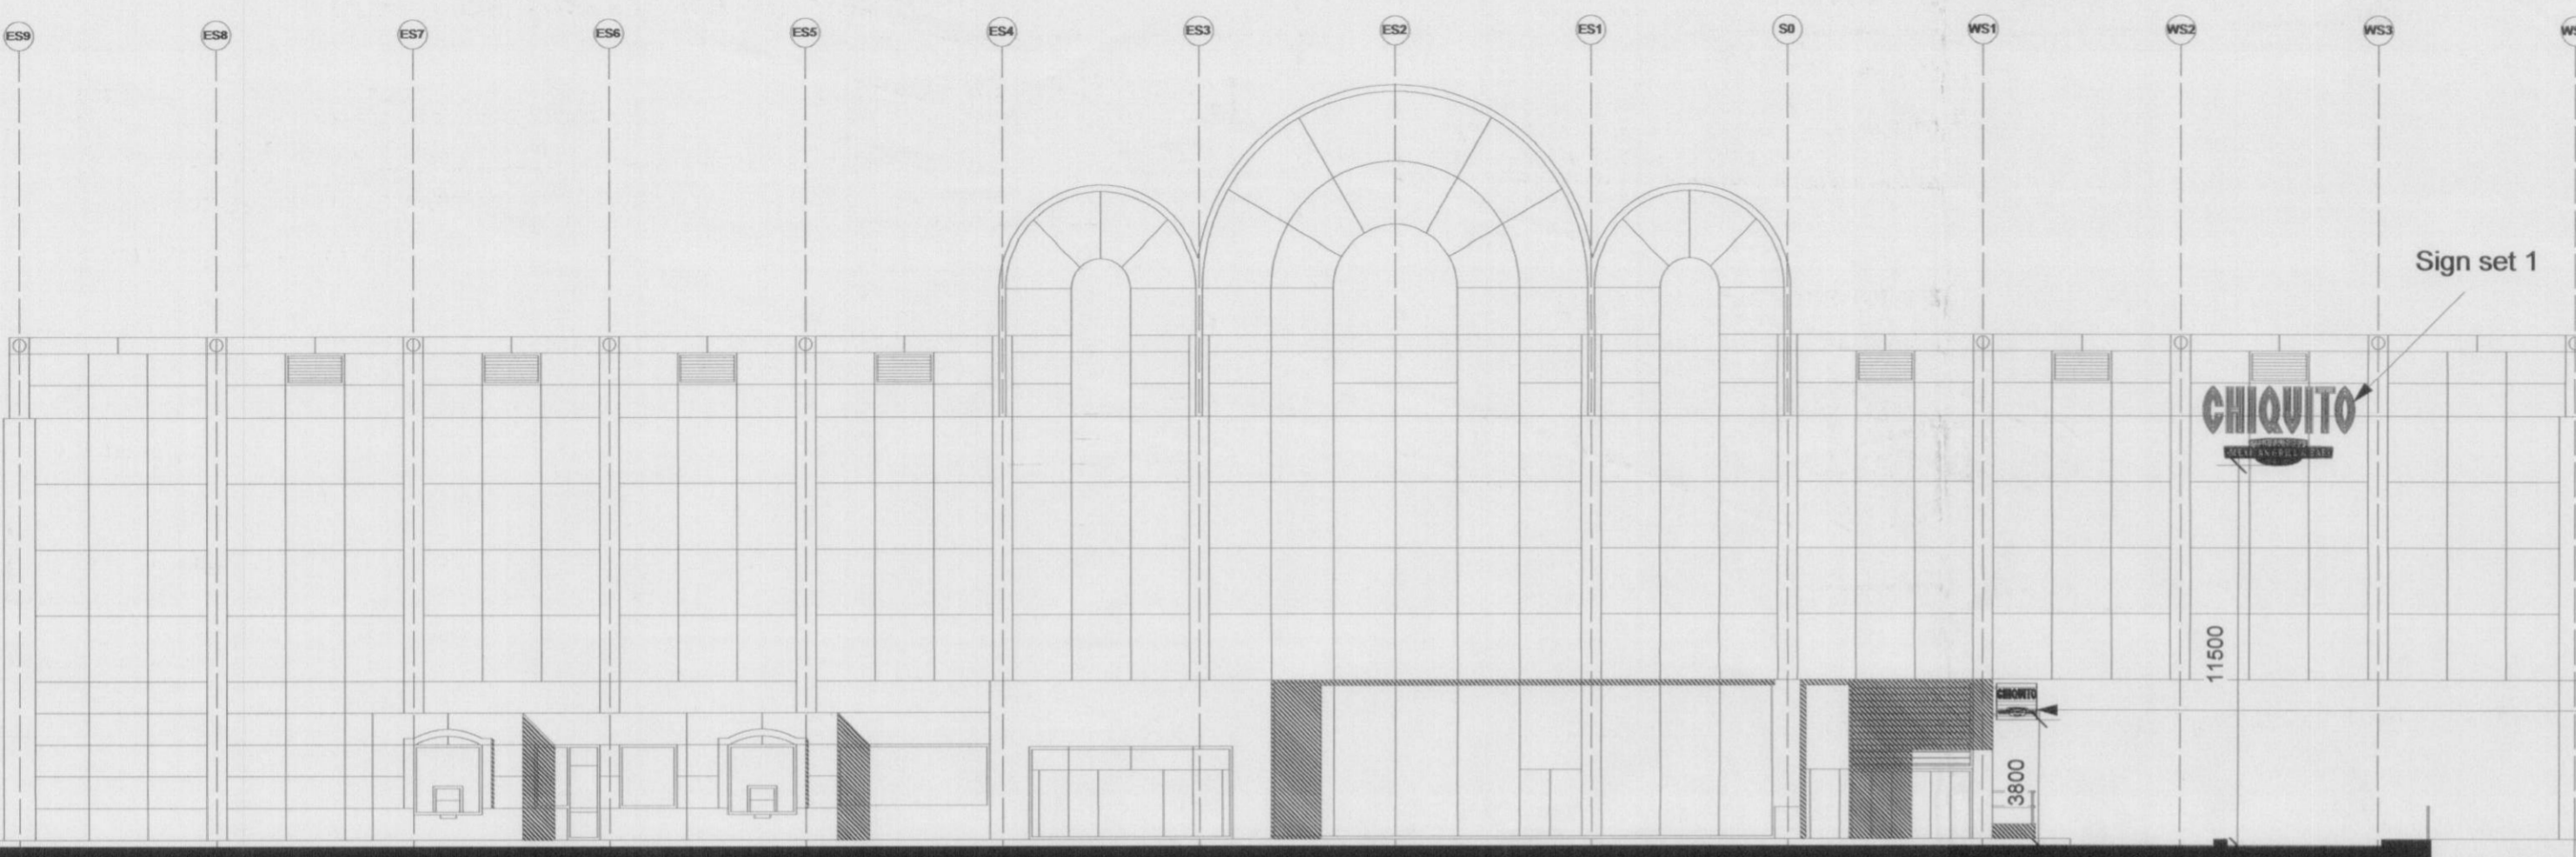 ES9 ES8 ES7 ES6 ES5 ES4 ES3 ES2 ES1 S0 WS1 WS2 WS3
Sign set 1
CHIQUITO
11500
CHIQUITO
3800